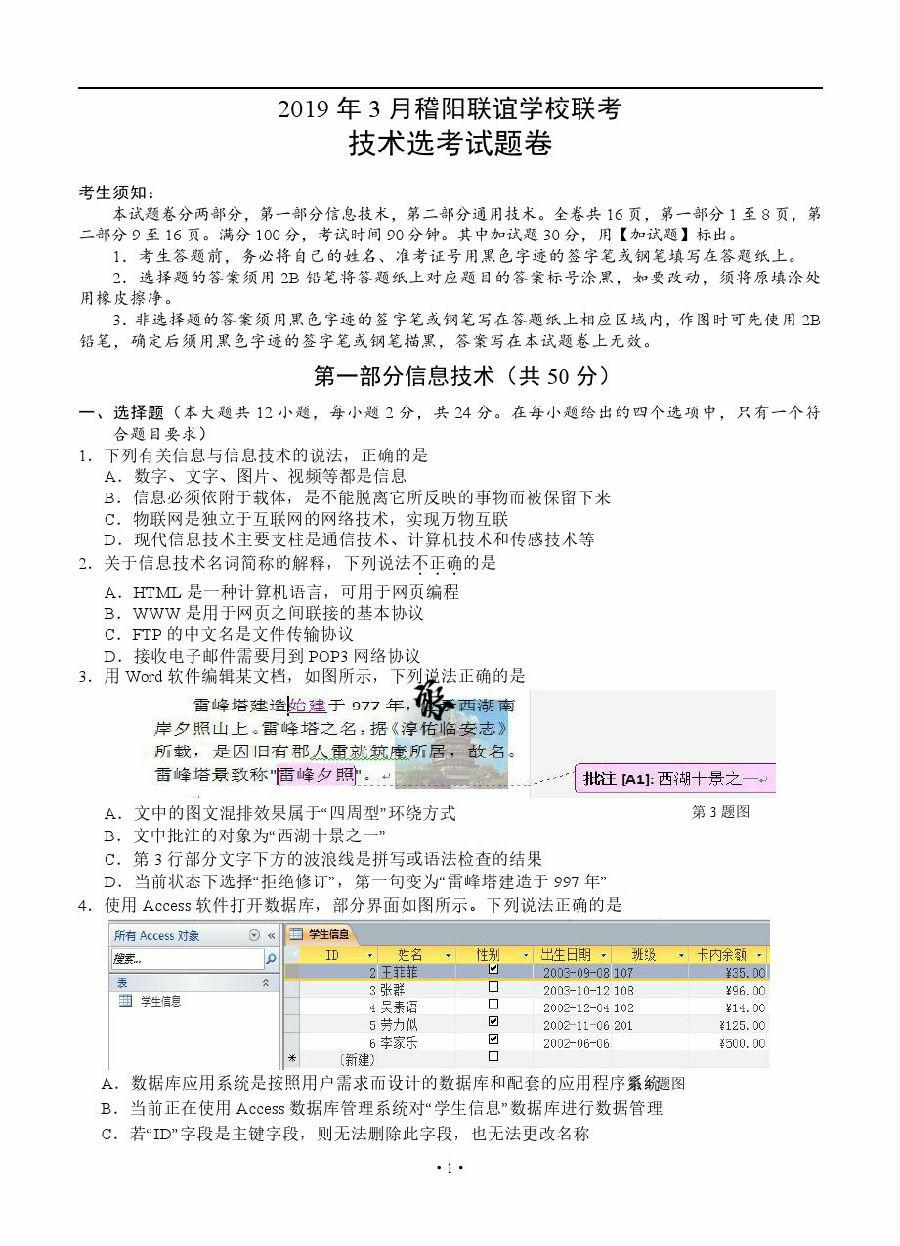 2019 年 3 月稽阳联谊学校联考
技术选考试题卷
考生须知：
本试题卷分两部分，第一部分信息技术，第二部分通用技术。全卷共 16 页，第一部分 1 至 8 页，第
二部分 9 至 16 页。满分 100 分，考试时间 90 分钟。其中加试题 30 分，用【加试题】标出。
1．考生答题前，务必将自己的姓名、准考证号用黑色字迹的签字笔或钢笔填写在答题纸上。
2．选择题的答案须用 2B 铅笔将答题纸上对应题目的答案标号涂黑，如要改动，须将原填涂处
用橡皮擦净。
3．非选择题的答案须用黑色字迹的签字笔或钢笔写在答题纸上相应区域内，作图时可先使用 2B
铅笔，确定后须用黑色字迹的签字笔或钢笔描黑，答案写在本试题卷上无效。
第一部分信息技术（共 50 分）
一、选择题（本大题共 12 小题，每小题 2 分，共 24 分。在每小题给出的四个选项中，只有一个符
合题目要求）
1．下列有关信息与信息技术的说法，正确的是
A．数字、文字、图片、视频等都是信息
B．信息必须依附于载体，是不能脱离它所反映的事物而被保留下来
C．物联网是独立于互联网的网络技术，实现万物互联
D．现代信息技术主要支柱是通信技术、计算机技术和传感技术等
2．关于信息技术名词简称的解释，下列说法不正确的是
A．HTML 是一种计算机语言，可用于网页编程
B．WWW 是用于网页之间联接的基本协议
C．FTP 的中文名是文件传输协议
D．接收电子邮件需要用到 POP3 网络协议
3．用 Word 软件编辑某文档，如图所示，下列说法正确的是
雷峰塔建造始建于 977 年，西湖南
岸夕照山上。雷峰塔之名，据《淳佑临安志》
所载，是因旧有郡人雷就筑庵所居，故名。
雷峰塔景致称"雷峰夕照"。
批注 [A1]: 西湖十景之一
A．文中的图文混排效果属于“四周型”环绕方式
第 3 题图
B．文中批注的对象为“西湖十景之一”
C．第 3 行部分文字下方的波浪线是拼写或语法检查的结果
D．当前状态下选择“拒绝修订”，第一句变为“雷峰塔建造于 997 年”
4．使用 Access 软件打开数据库，部分界面如图所示。下列说法正确的是
所有 Access 对象 «
搜索...
表
学生信息
学生信息
ID 姓名 性别 出生日期 班级 卡内余额
2 王菲菲 2003-09-08 107 ¥35.00
3 张群 2003-10-12 108 ¥96.00
4 吴素语 2002-12-04 102 ¥14.00
5 劳力似 2002-11-06 201 ¥125.00
6 李家乐 2002-06-06 ¥500.00
* (新建)
A．数据库应用系统是按照用户需求而设计的数据库和配套的应用程序系统题图
B．当前正在使用 Access 数据库管理系统对“学生信息”数据库进行数据管理
C．若“ID”字段是主键字段，则无法删除此字段，也无法更改名称
• 1 •